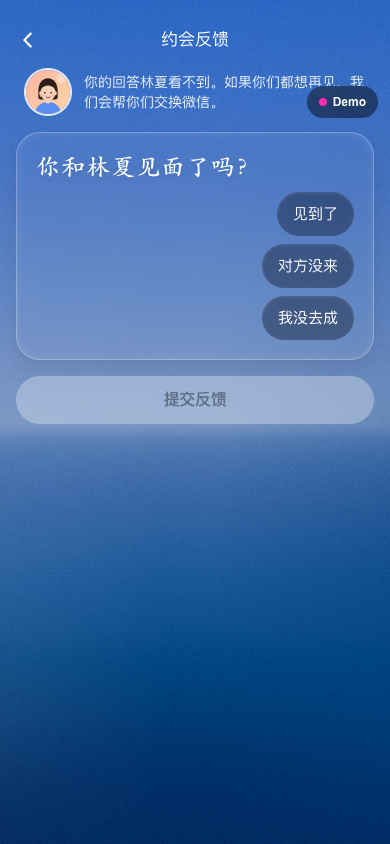 约会反馈
你的回答林夏看不到。如果你们都想再见，我
们会帮你们交换微信。
Demo
你和林夏见面了吗?
见到了
对方没来
我没去成
提交反馈